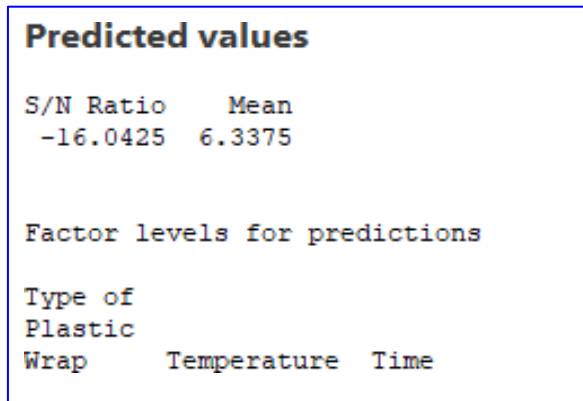 Predicted values
S/N Ratio Mean
-16.0425 6.3375
Factor levels for predictions
Type of
Plastic
Wrap Temperature Time